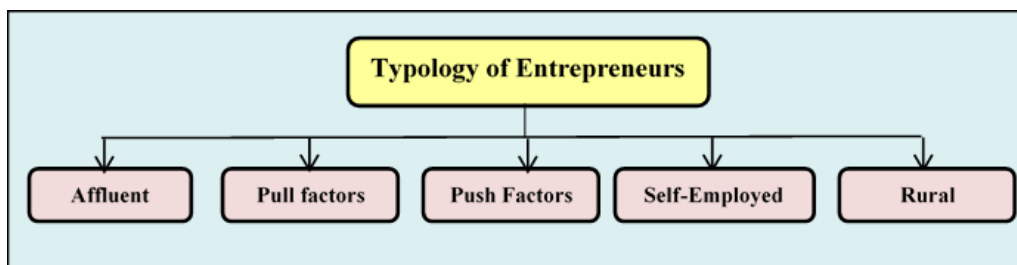 Typology of Entrepreneurs
Affluent
Pull factors
Push Factors
Self-Employed
Rural